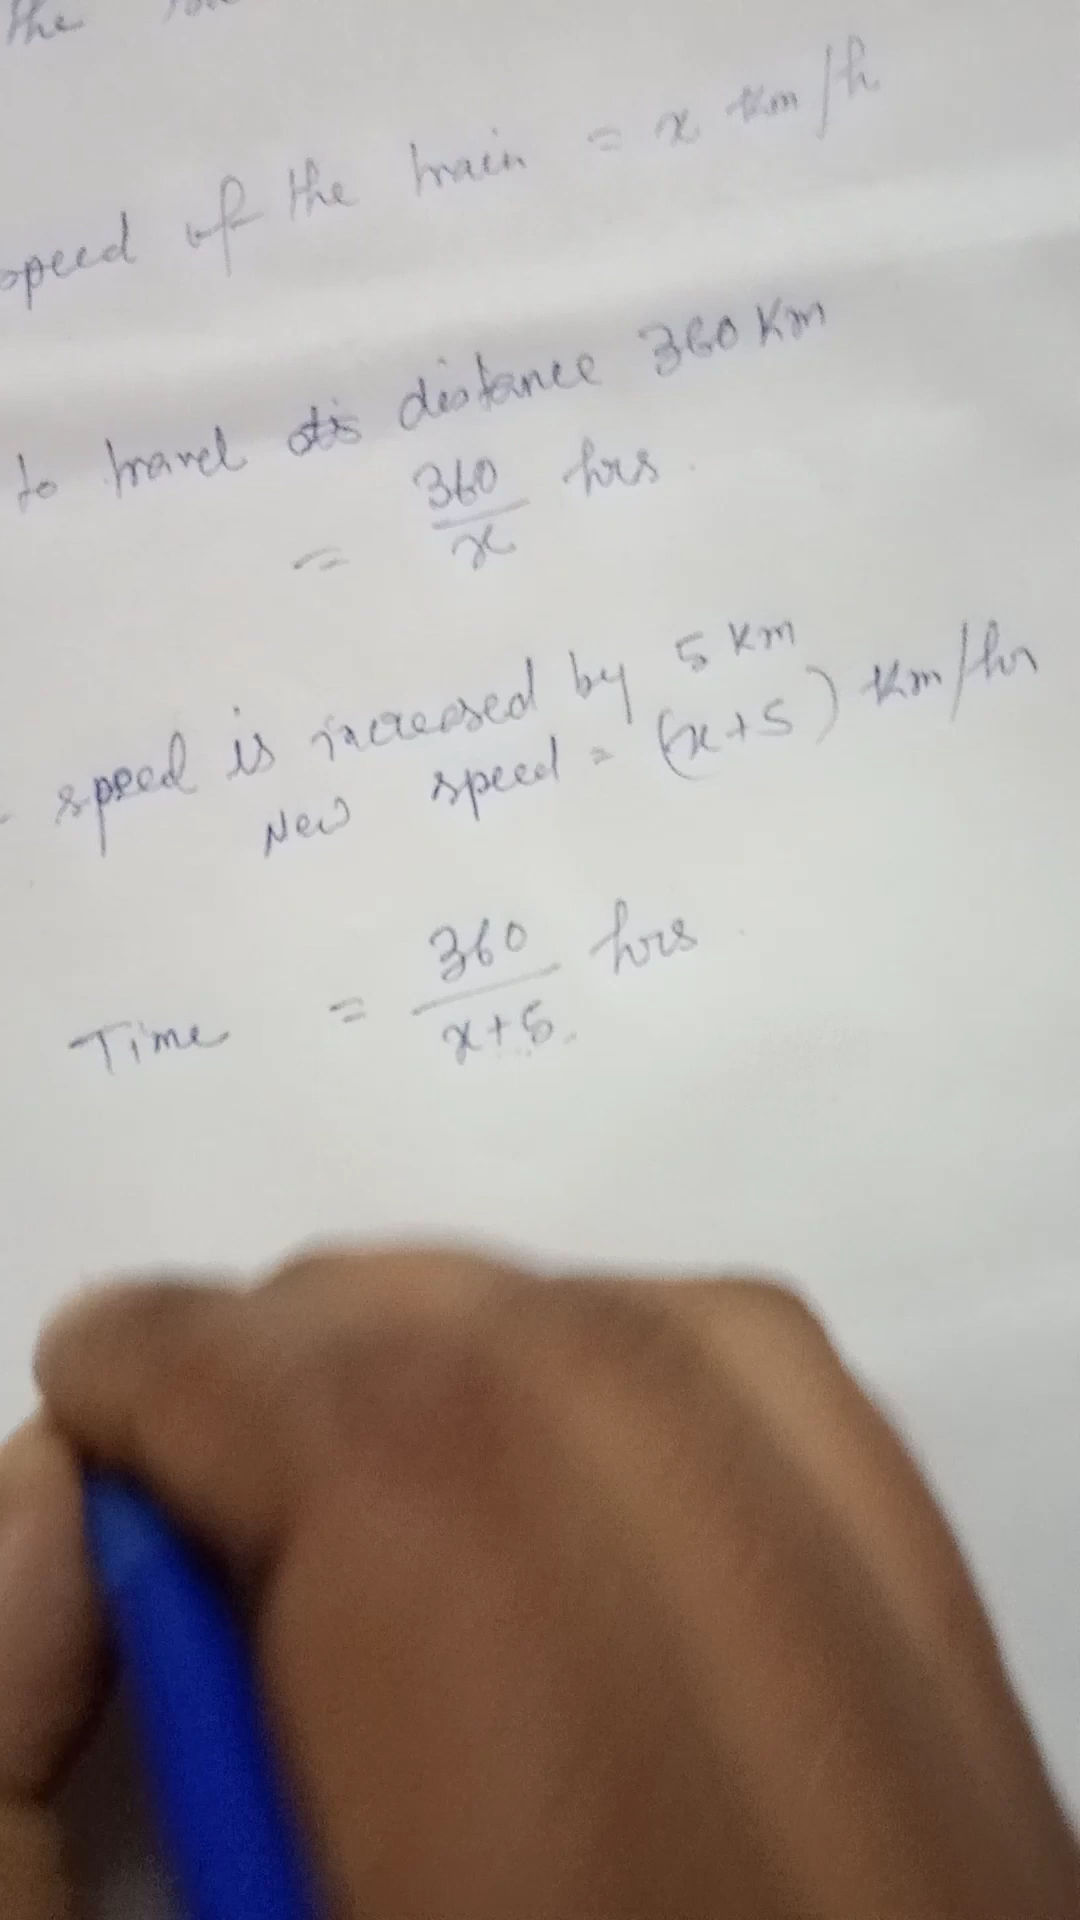 the
speed of the train = x km/h
to travel dis distance 360 Km
= 360/x hrs.
speed is increased by 5 km
New speed = (x+5) km/hr
Time = 360/x+5 hrs.